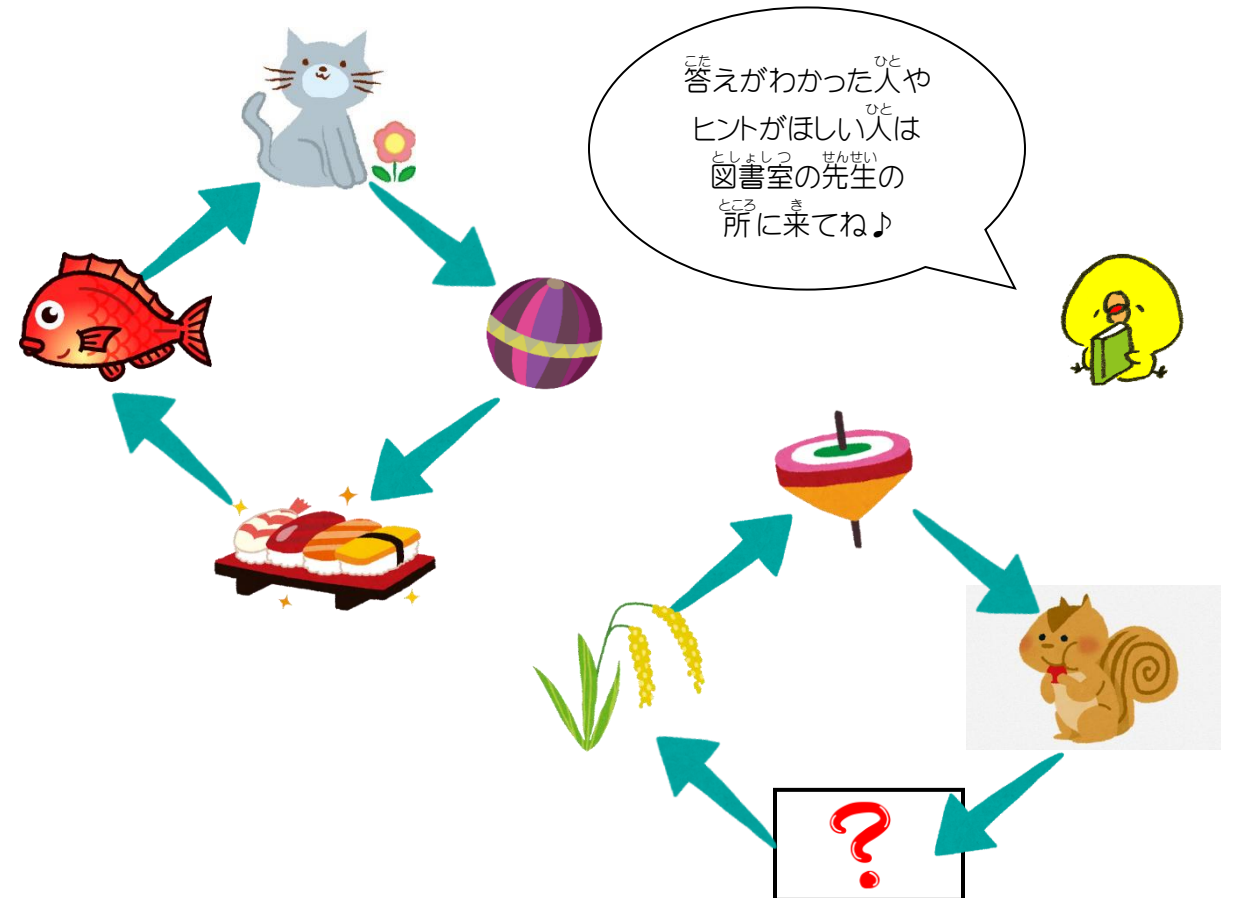 答えがわかった人や
ヒントがほしい人は
図書室の先生の
所に来てね♪
?